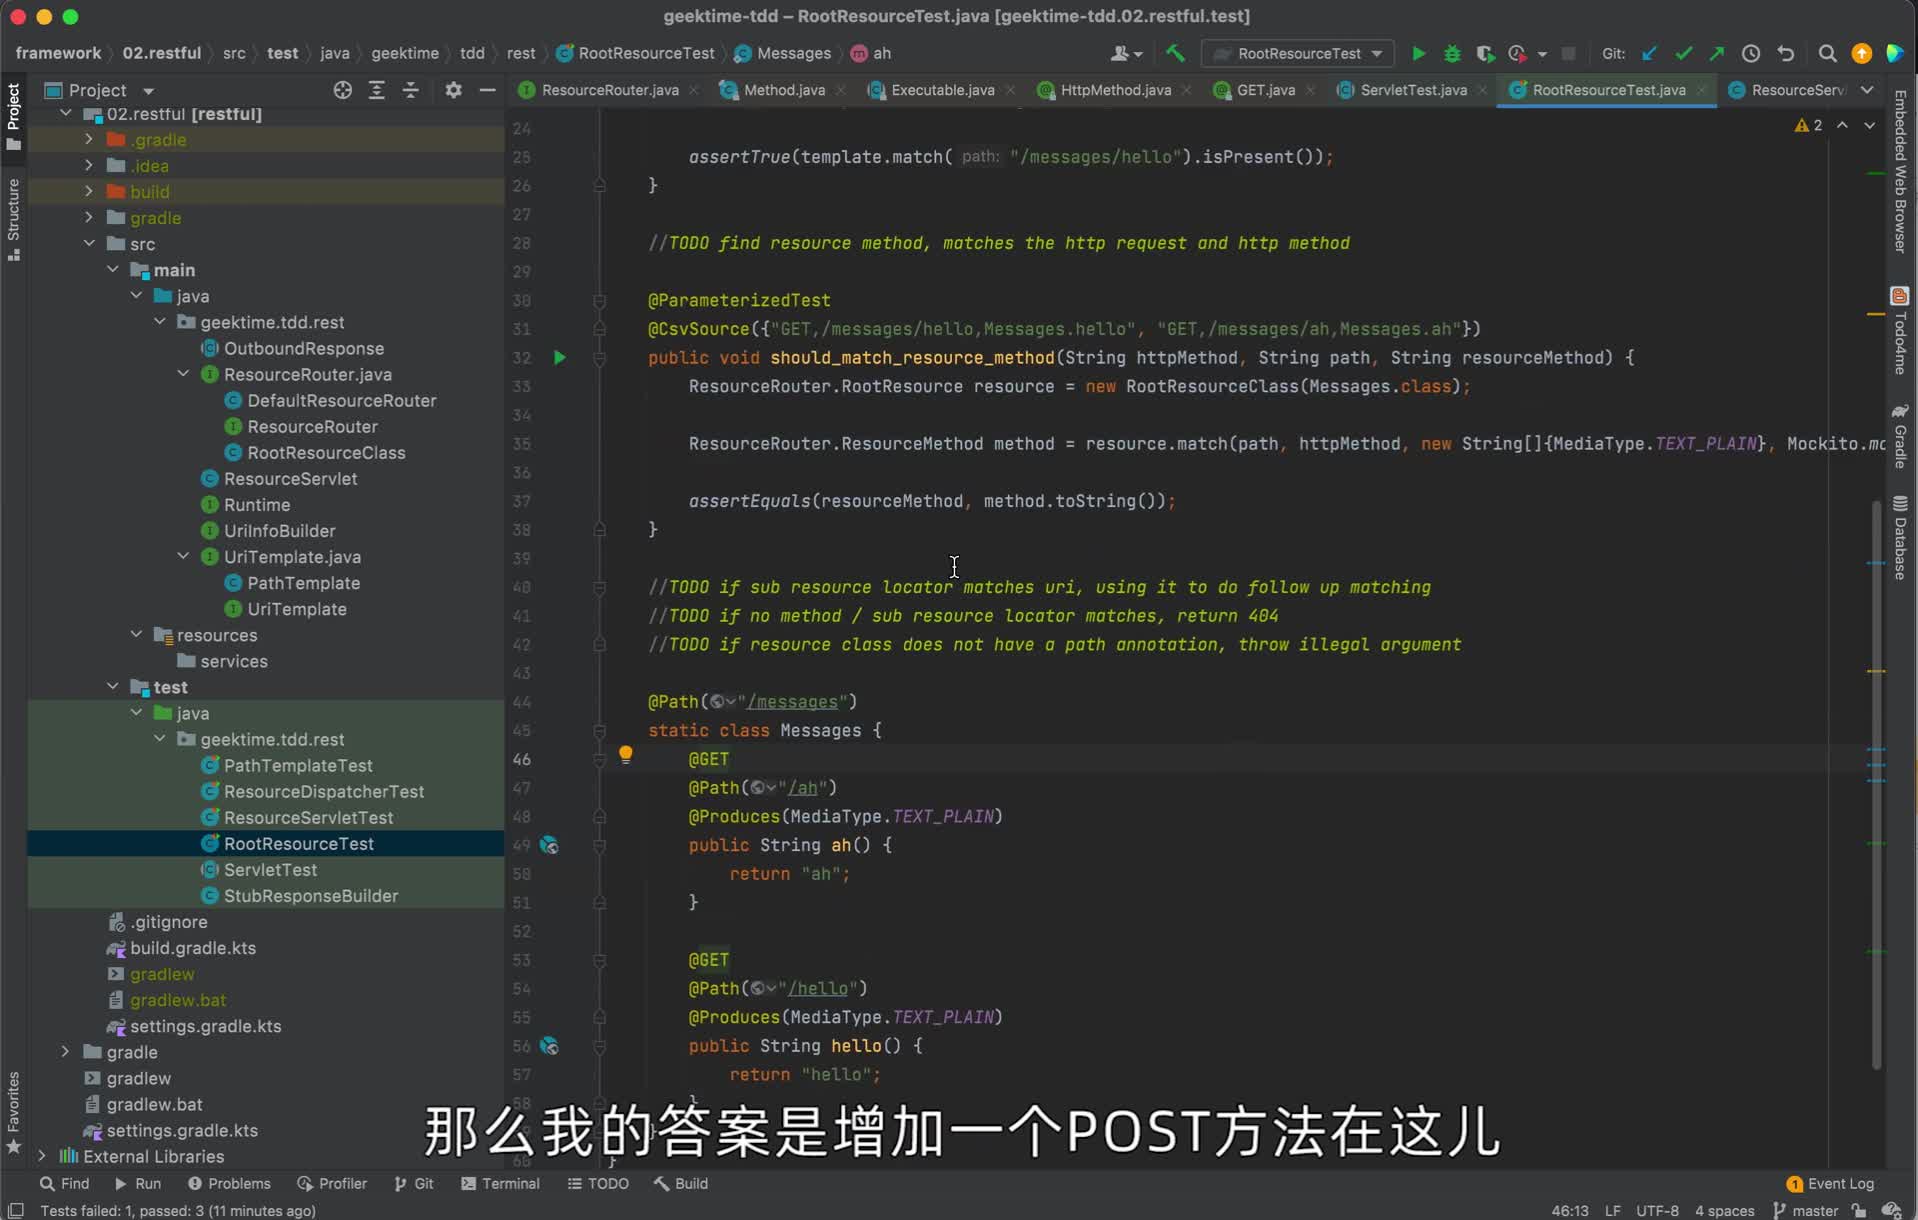 geektime-tdd – RootResourceTest.java [geektime-tdd.02.restful.test]
framework 02.restful src test java geektime tdd rest RootResourceTest Messages ah RootResourceTest Git:
Project
ResourceRouter.java Method.java Executable.java HttpMethod.java GET.java ServletTest.java RootResourceTest.java ResourceServ
Project
Structure
Favorites
02.restful [restful]
.gradle
.idea
build
gradle
src
main
java
geektime.tdd.rest
OutboundResponse
ResourceRouter.java
DefaultResourceRouter
ResourceRouter
RootResourceClass
ResourceServlet
Runtime
UriInfoBuilder
UriTemplate.java
PathTemplate
UriTemplate
resources
services
test
java
geektime.tdd.rest
PathTemplateTest
ResourceDispatcherTest
ResourceServletTest
RootResourceTest
ServletTest
StubResponseBuilder
.gitignore
build.gradle.kts
gradlew
gradlew.bat
settings.gradle.kts
gradle
gradlew
gradlew.bat
settings.gradle.kts
External Libraries
2
24
25 assertTrue(template.match( path: "/messages/hello").isPresent());
26 }
27
28 //TODO find resource method, matches the http request and http method
29
30 @ParameterizedTest
31 @CsvSource({"GET,/messages/hello,Messages.hello", "GET,/messages/ah,Messages.ah"})
32 public void should_match_resource_method(String httpMethod, String path, String resourceMethod) {
33 ResourceRouter.RootResource resource = new RootResourceClass(Messages.class);
34
35 ResourceRouter.ResourceMethod method = resource.match(path, httpMethod, new String[]{MediaType.TEXT_PLAIN}, Mockito.mo
36
37 assertEquals(resourceMethod, method.toString());
38 }
39
40 //TODO if sub resource locator matches uri, using it to do follow up matching
41 //TODO if no method / sub resource locator matches, return 404
42 //TODO if resource class does not have a path annotation, throw illegal argument
43
44 @Path("/messages")
45 static class Messages {
46 @GET
47 @Path("/ah")
48 @Produces(MediaType.TEXT_PLAIN)
49 public String ah() {
50 return "ah";
51 }
52
53 @GET
54 @Path("/hello")
55 @Produces(MediaType.TEXT_PLAIN)
56 public String hello() {
57 return "hello";
58 }
}
60 }
那么我的答案是增加一个POST方法在这儿
Embedded Web Browser
Todo4me
Gradle
Database
Find Run Problems Profiler Git Terminal TODO Build 1 Event Log
Tests failed: 1, passed: 3 (11 minutes ago) 46:13 LF UTF-8 4 spaces master